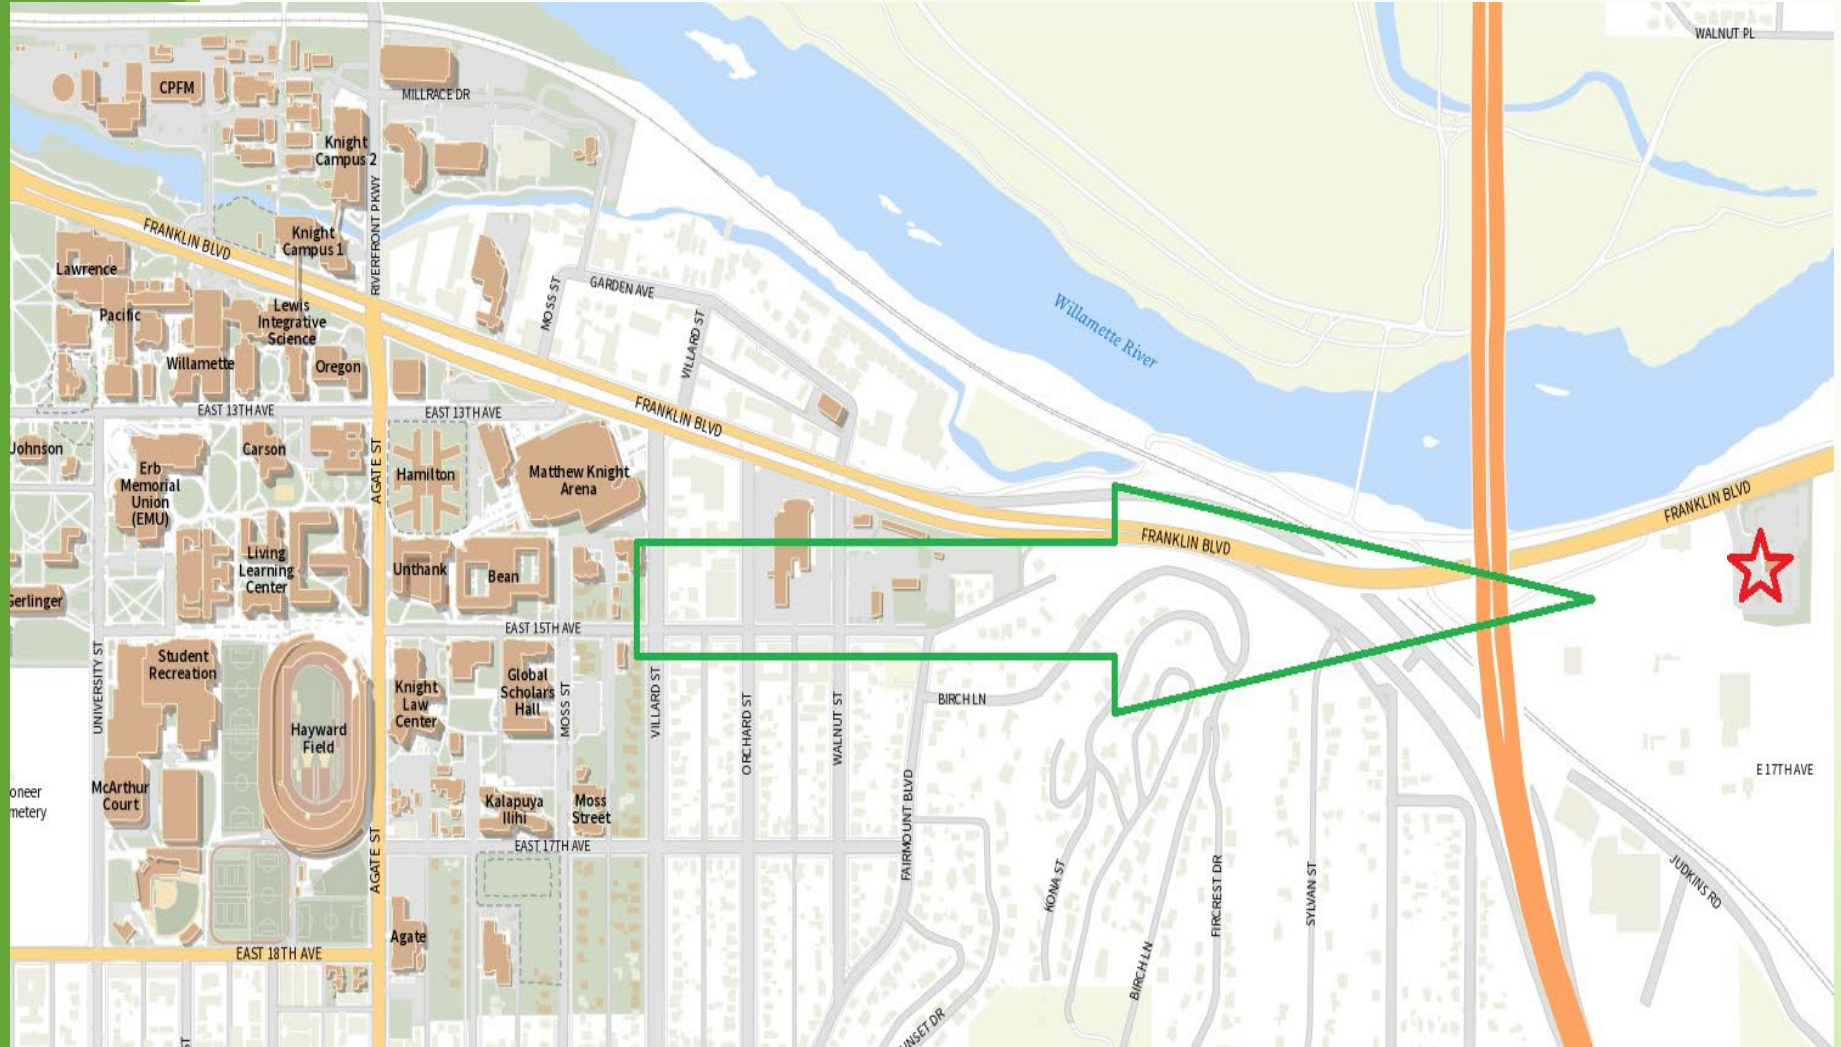 WALNUT PL
CPFM
MILLRACE DR
Knight
Campus 2
RIVERFRONT PKWY
FRANKLIN BLVD
Knight
Campus 1
Lawrence
GARDEN AVE
MOSS ST
VILLARD ST
Pacific
Lewis
Integrative
Science
Willamette River
Willamette
Oregon
EAST 13TH AVE
EAST 13TH AVE
FRANKLIN BLVD
Johnson
Carson
AGATE ST
Hamilton
Matthew Knight
Arena
Erb
Memorial
Union
(EMU)
FRANKLIN BLVD
FRANKLIN BLVD
Living
Learning
Center
Unthank
Bean
Gerlinger
EAST 15TH AVE
UNIVERSITY ST
Student
Recreation
Knight
Law
Center
Global
Scholars
Hall
MOSS ST
VILLARD ST
ORCHARD ST
WALNUT ST
BIRCH LN
Hayward
Field
E 17TH AVE
McArthur
Court
oneer
metery
Kalapuya
Ilihi
Moss
Street
FAIRMOUNT BLVD
EAST 17TH AVE
AGATE ST
KONA ST
FIRCREST DR
SYLVAN ST
JUDKINS RD
Agate
EAST 18TH AVE
BIRCH LN
UNSET DR
ST